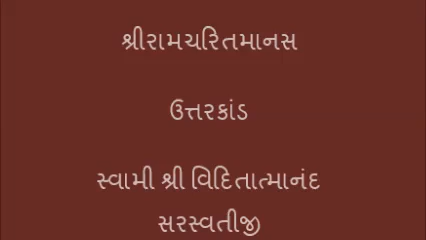 શ્રીરામચરિતમાનસ
ઉત્તરકાંડ
સ્વામી શ્રી વિદિતાત્માનંદ
સરસ્વતીજી